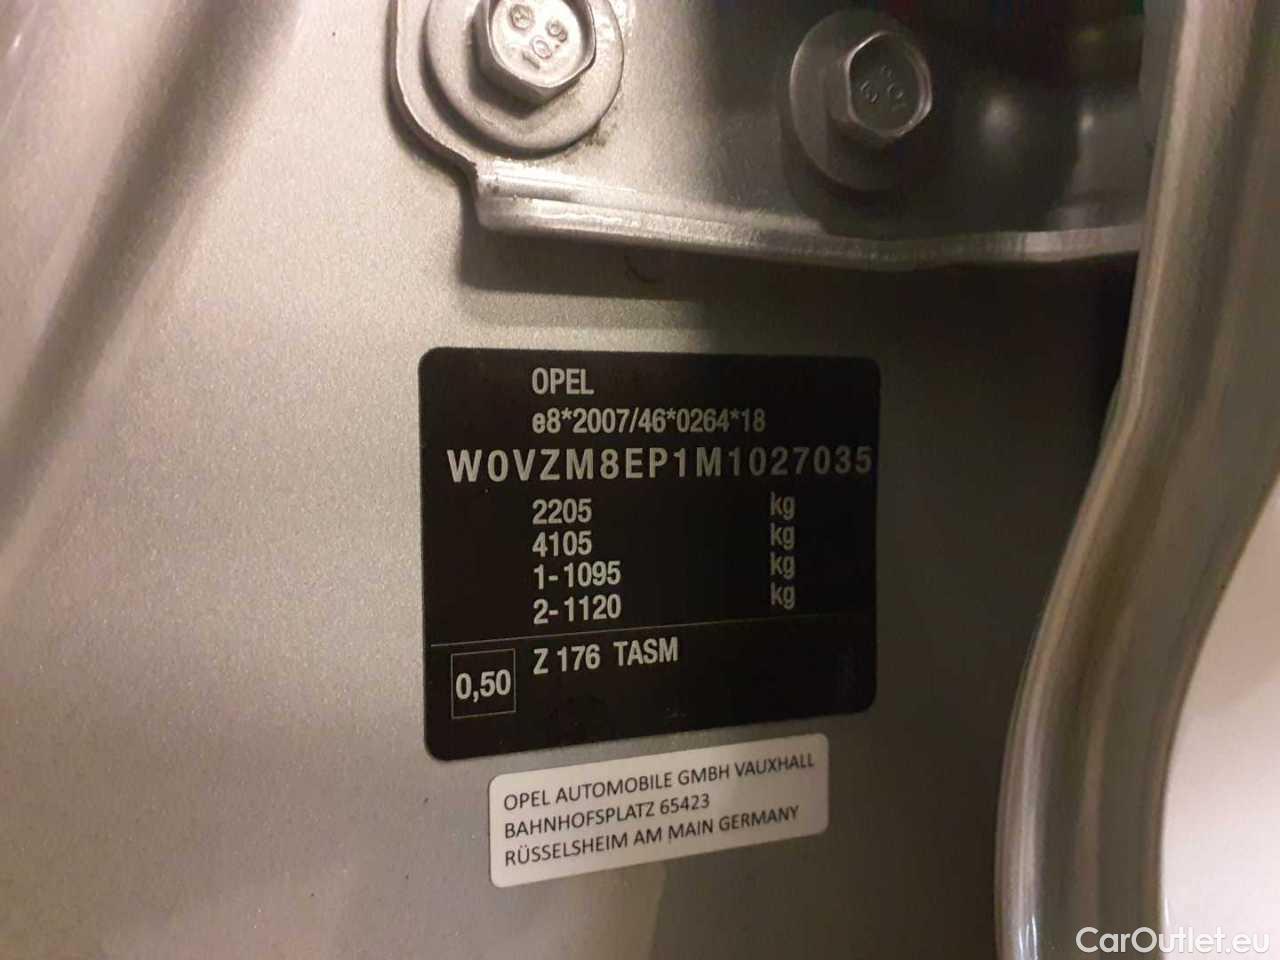 10.9
OPEL
e8*2007/46*0264*18
W0VZM8EP1M1027035
2205 kg
4105 kg
1-1095 kg
2-1120 kg
Z 176 TASM
0,50
OPEL AUTOMOBILE GMBH VAUXHALL
BAHNHOFSPLATZ 65423
RÜSSELSHEIM AM MAIN GERMANY
CarOutlet.eu